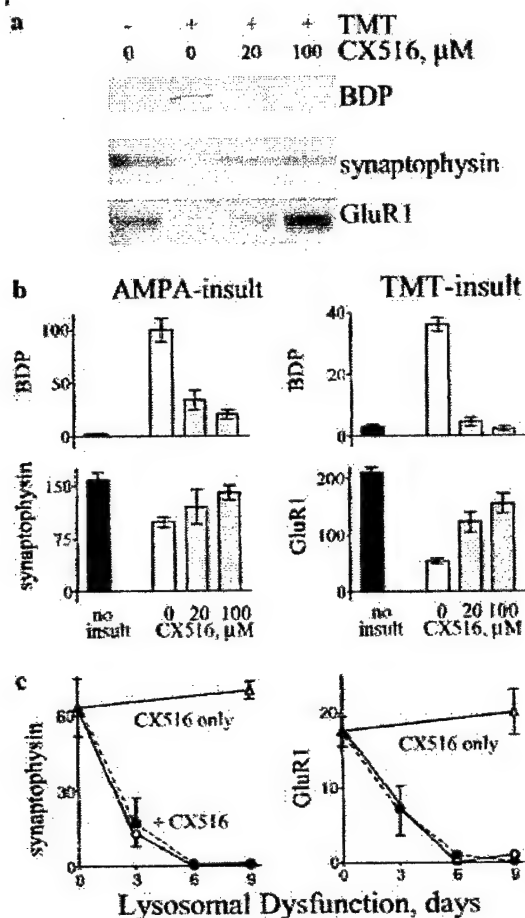 a - + + + TMT
0 0 20 100 CX516, µM
BDP
synaptophysin
GluR1
b AMPA-insult TMT-insult
100
50
0
BDP
40
20
0
BDP
150
75
0
synaptophysin
200
100
0
GluR1
no insult 0 20 100 no insult 0 20 100
CX516, µM CX516, µM
c
60
30
0
synaptophysin
CX516 only
+ CX516
0 3 6 9
20
10
0
GluR1
CX516 only
0 3 6 9
Lysosomal Dysfunction, days